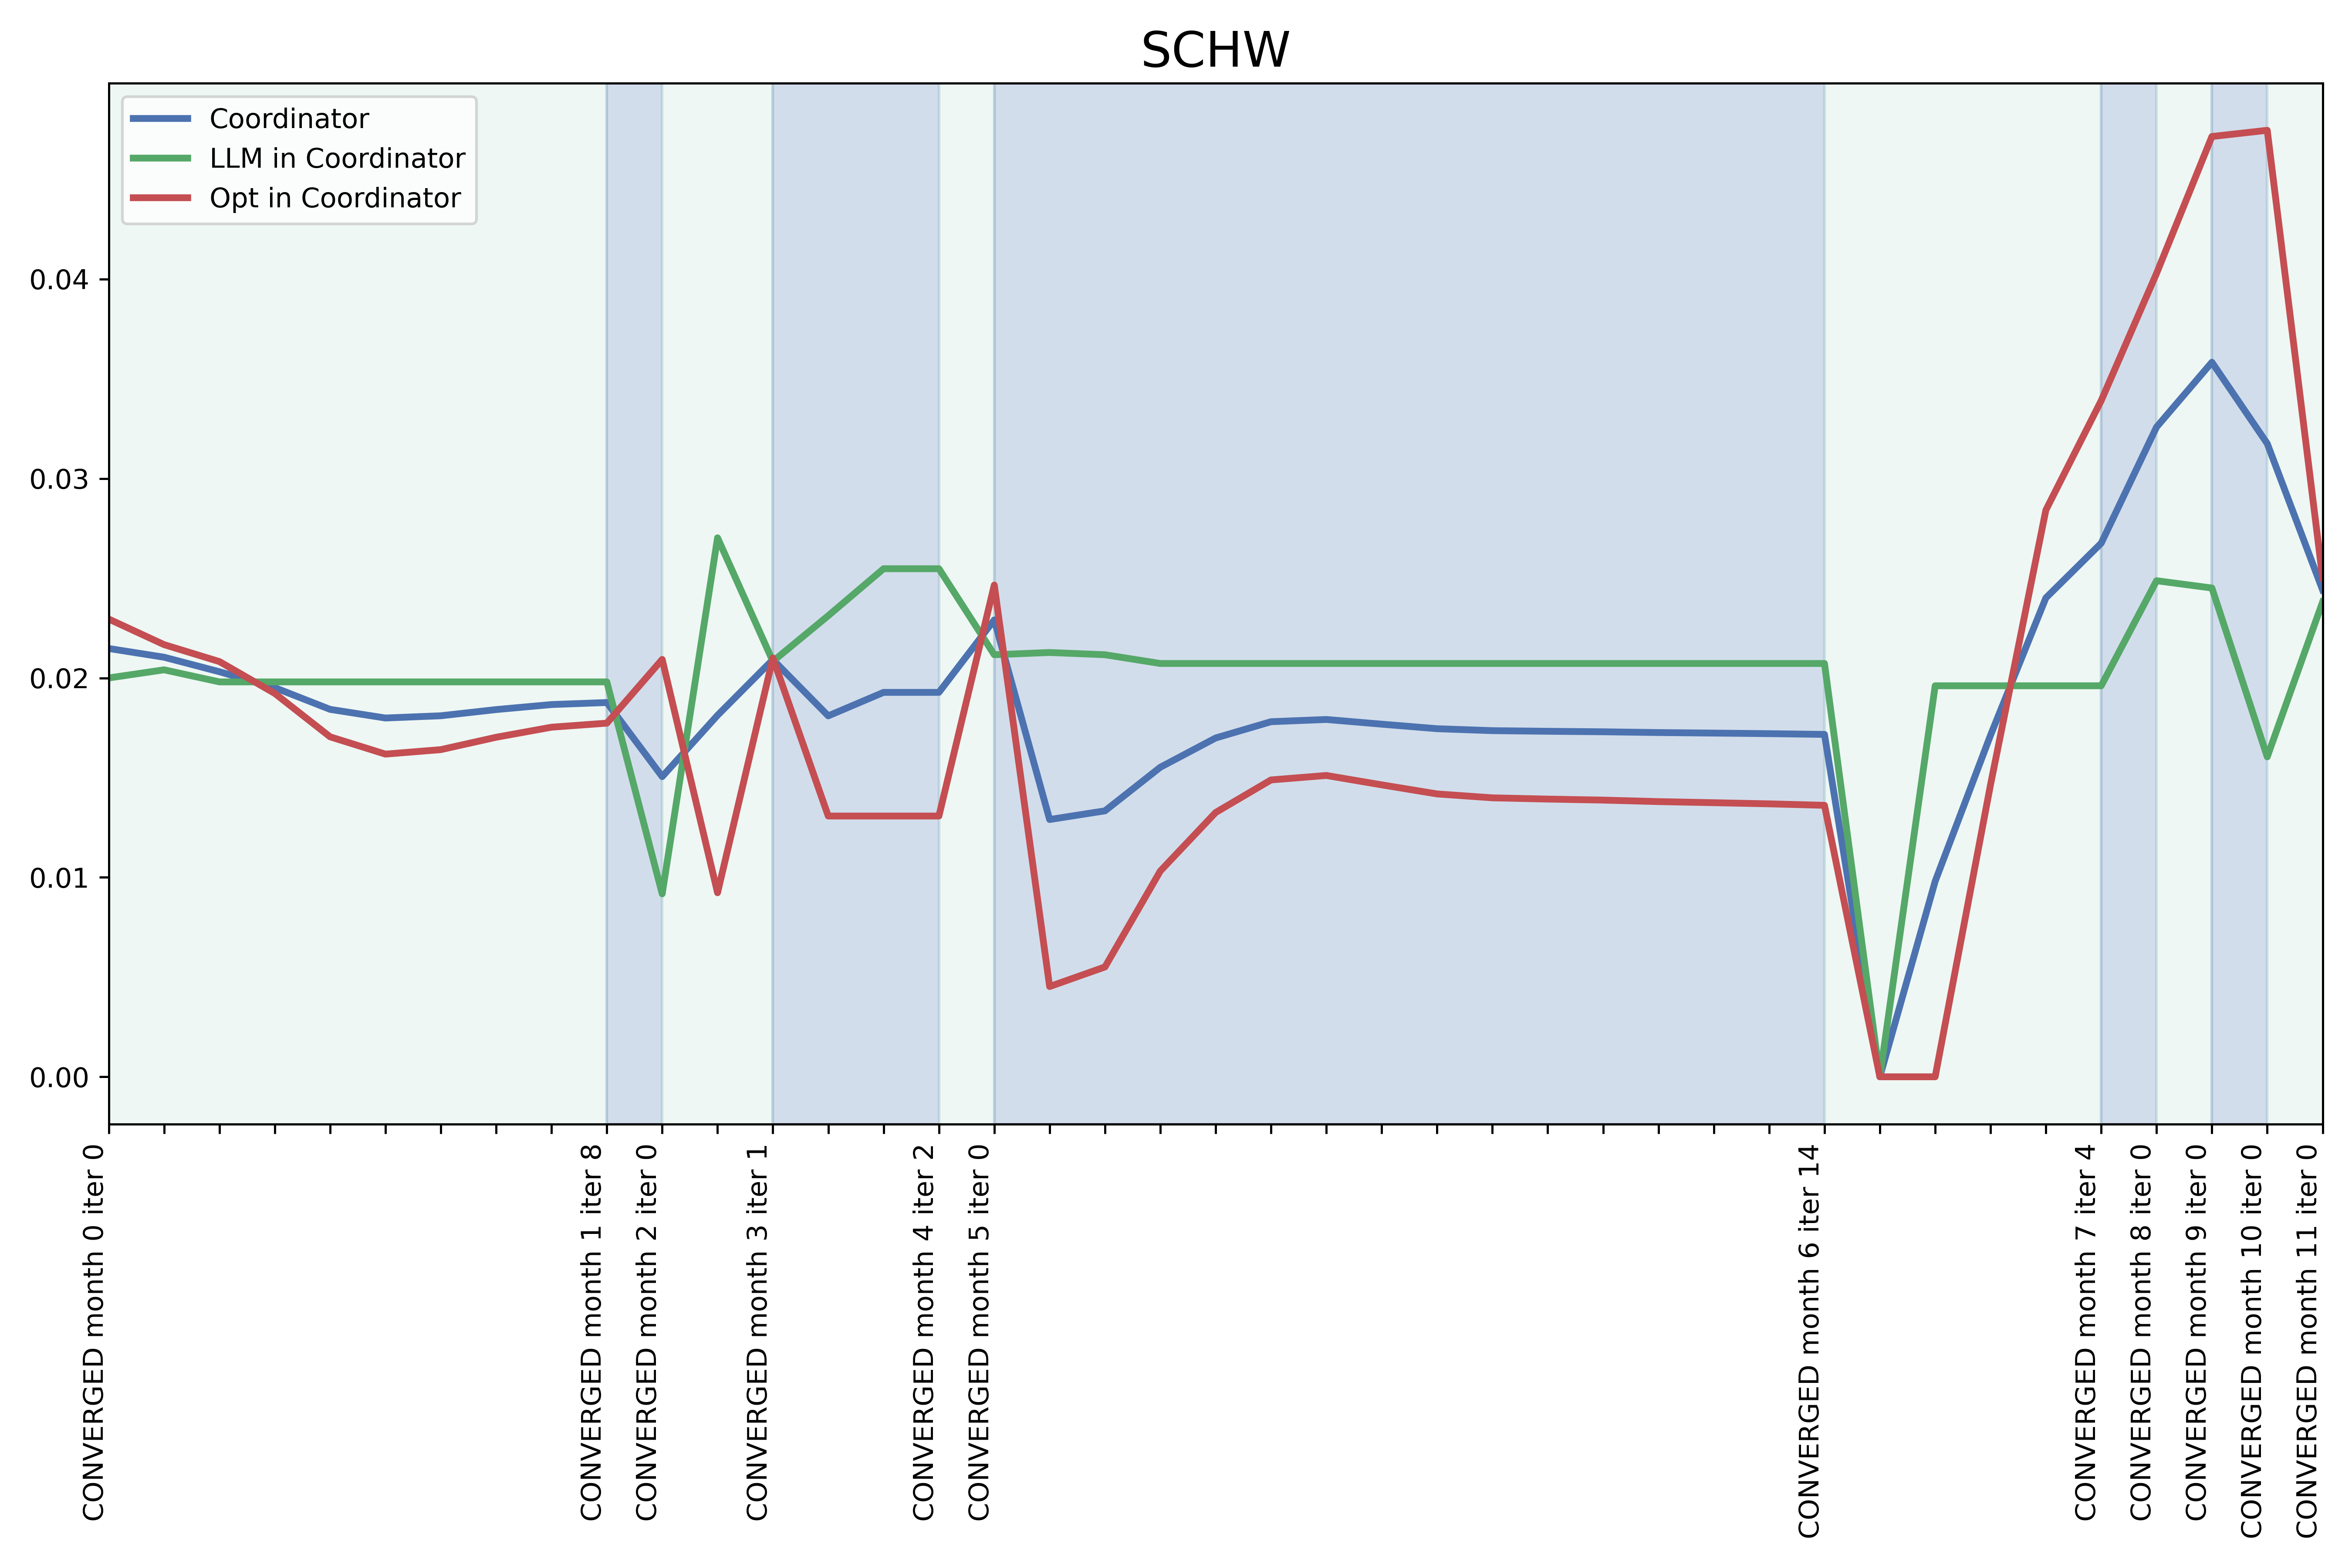 SCHW
Coordinator
LLM in Coordinator
Opt in Coordinator
0.04
0.03
0.02
0.01
0.00
CONVERGED month 0 iter 0
CONVERGED month 1 iter 8
CONVERGED month 2 iter 0
CONVERGED month 3 iter 1
CONVERGED month 4 iter 2
CONVERGED month 5 iter 0
CONVERGED month 6 iter 14
CONVERGED month 7 iter 4
CONVERGED month 8 iter 0
CONVERGED month 9 iter 0
CONVERGED month 10 iter 0
CONVERGED month 11 iter 0